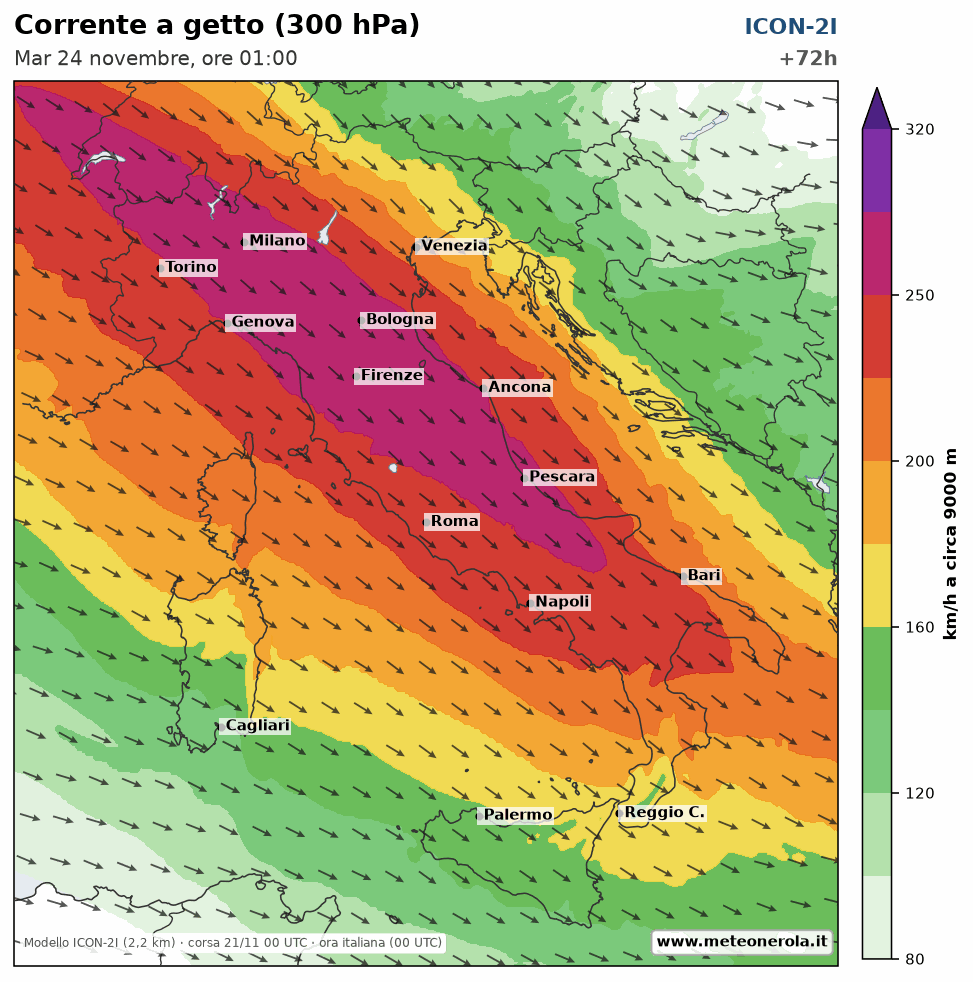 Corrente a getto (300 hPa)
ICON-2I
Mar 24 novembre, ore 01:00
+72h
320
Milano
Venezia
Torino
250
Genova
Bologna
Firenze
Ancona
200
Pescara
Roma
km/h a circa 9000 m
Bari
Napoli
160
Cagliari
120
Palermo
Reggio C.
Modello ICON-2I (2,2 km) · corsa 21/11 00 UTC · ora italiana (00 UTC)
www.meteonerola.it
80